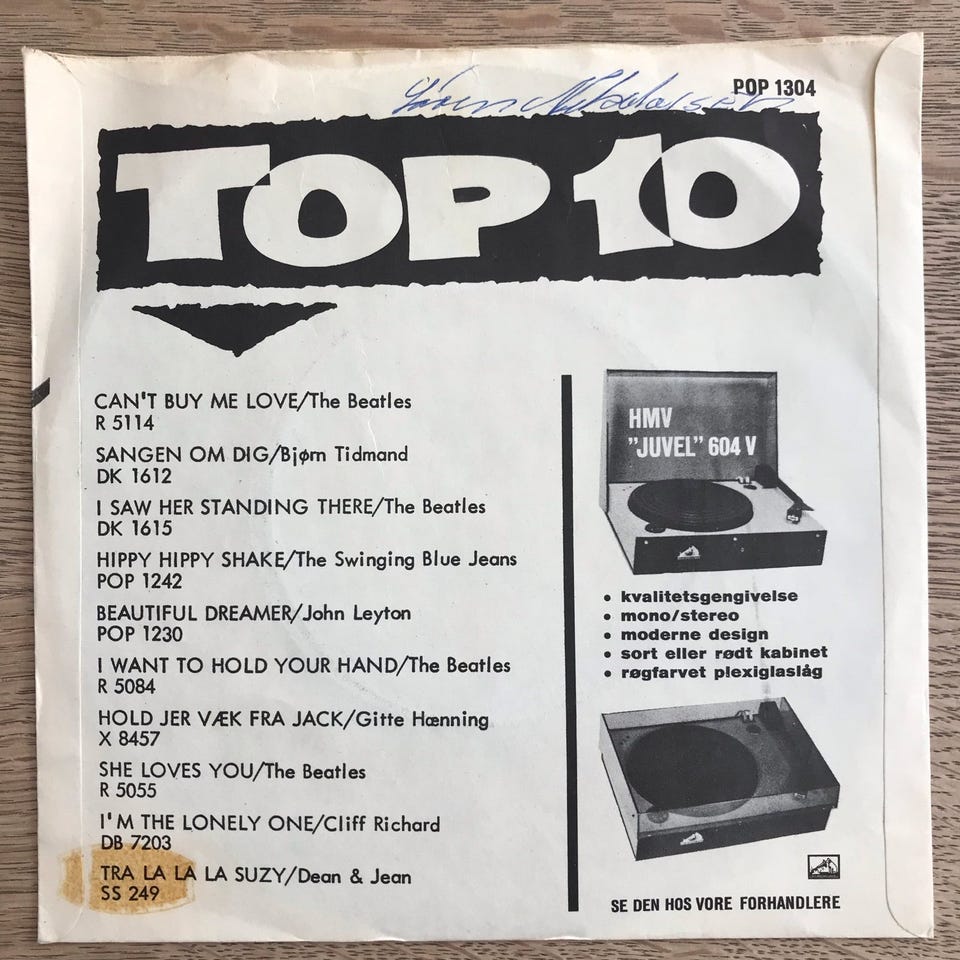 POP 1304
TOP 10
CAN'T BUY ME LOVE/The Beatles
R 5114
SANGEN OM DIG/Bjørn Tidmand
DK 1612
I SAW HER STANDING THERE/The Beatles
DK 1615
HIPPY HIPPY SHAKE/The Swinging Blue Jeans
POP 1242
BEAUTIFUL DREAMER/John Leyton
POP 1230
I WANT TO HOLD YOUR HAND/The Beatles
R 5084
HOLD JER VÆK FRA JACK/Gitte Hænning
X 8457
SHE LOVES YOU/The Beatles
R 5055
I'M THE LONELY ONE/Cliff Richard
DB 7203
TRA LA LA LA SUZY/Dean & Jean
SS 249
HMV
"JUVEL" 604 V
• kvalitetsgengivelse
• mono/stereo
• moderne design
• sort eller rødt kabinet
• røgfarvet plexiglaslåg
SE DEN HOS VORE FORHANDLERE